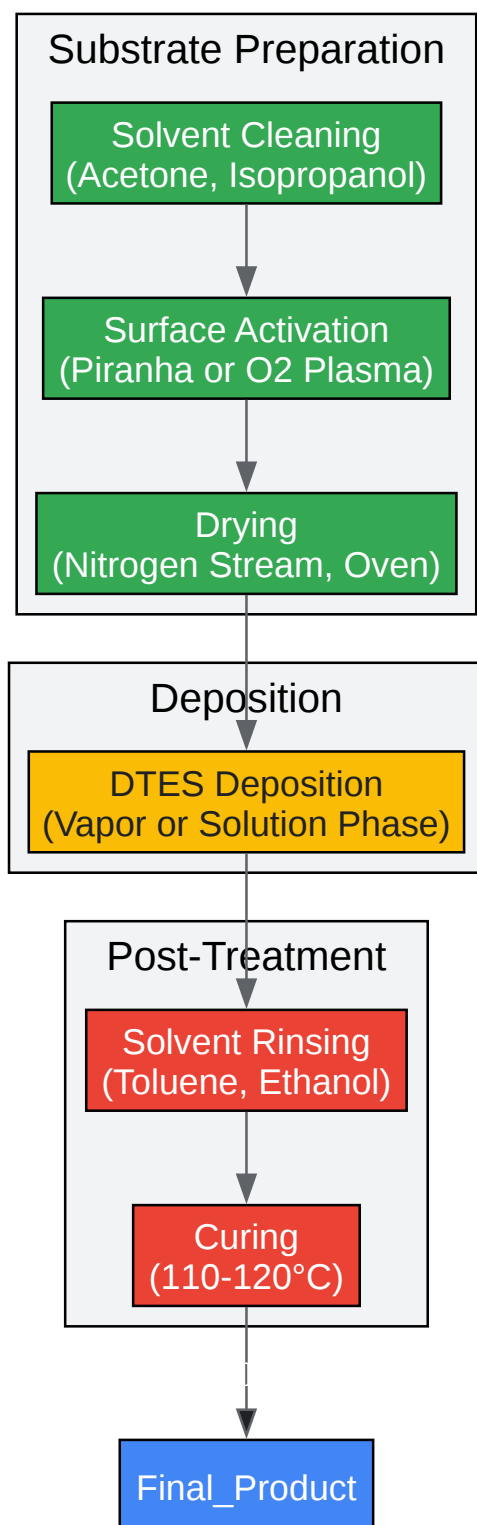 Substrate Preparation
Solvent Cleaning
(Acetone, Isopropanol)
Surface Activation
(Piranha or O2 Plasma)
Drying
(Nitrogen Stream, Oven)
Deposition
DTES Deposition
(Vapor or Solution Phase)
Post-Treatment
Solvent Rinsing
(Toluene, Ethanol)
Curing
(110-120°C)
Final_Product